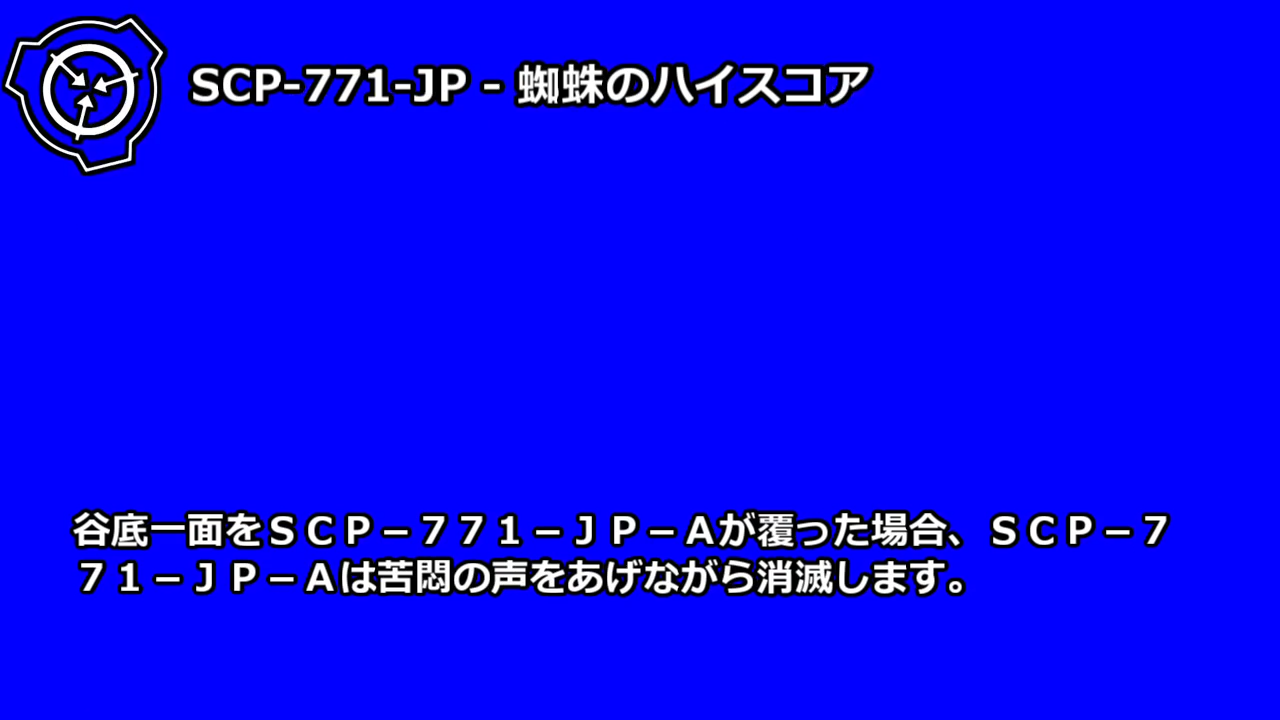 SCP-771-JP - 蜘蛛のハイスコア
谷底一面をＳＣＰ－７７１－ＪＰ－Ａが覆った場合、ＳＣＰ－７
７１－ＪＰ－Ａは苦悶の声をあげながら消滅します。